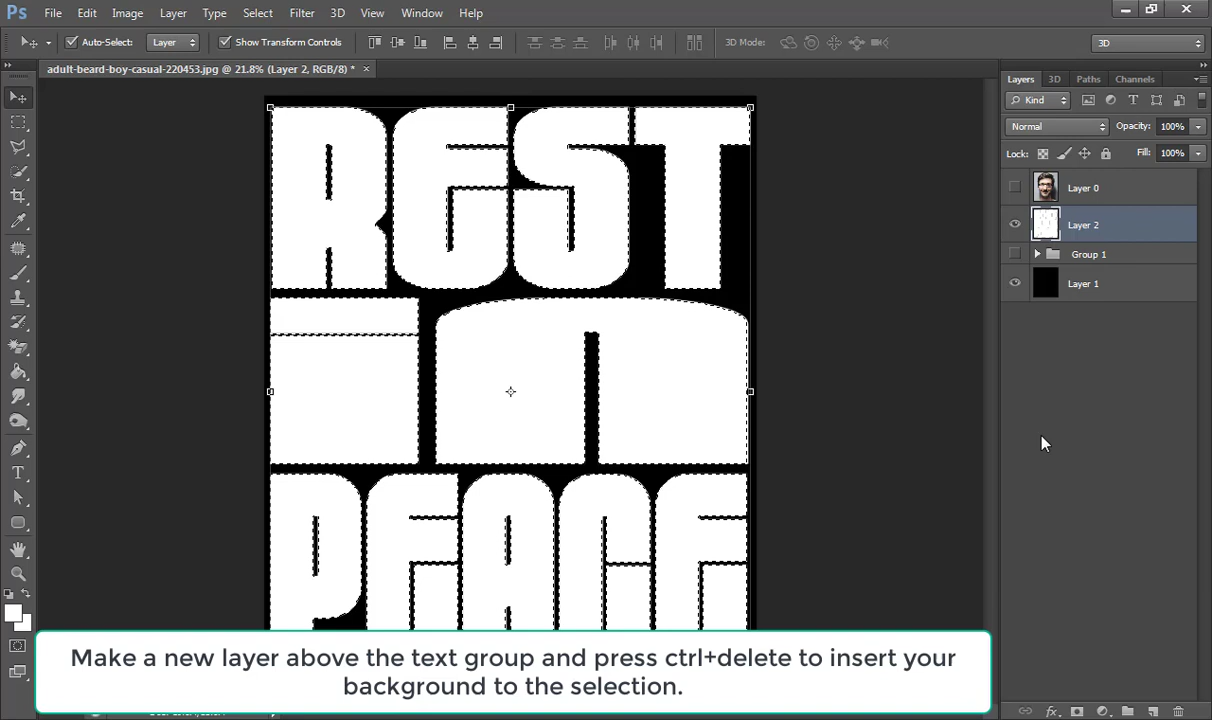 Ps File Edit Image Layer Type Select Filter 3D View Window Help
Auto-Select: Layer Show Transform Controls 3D Mode: 3D
adult-beard-boy-casual-220453.jpg @ 21.8% (Layer 2, RGB/8) * ×
Layers 3D Paths Channels
Kind
Normal Opacity: 100%
Lock: Fill: 100%
Layer 0
Layer 2
Group 1
Layer 1
REST
IN
PEACE
Make a new layer above the text group and press ctrl+delete to insert your
background to the selection.